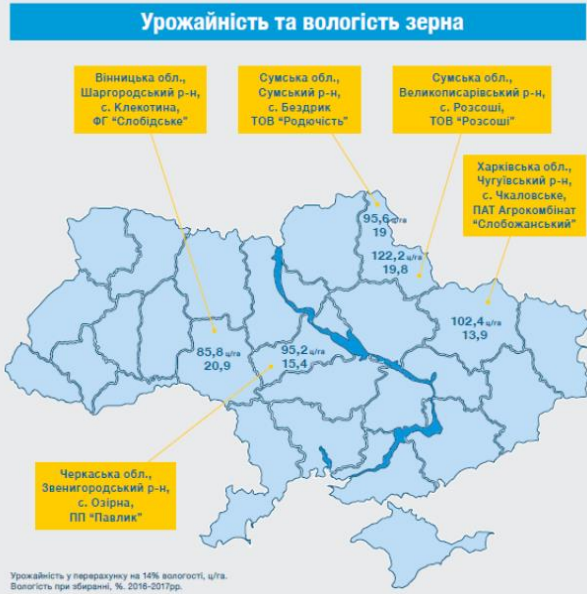 Урожайність та вологість зерна
Вінницька обл.,
Шаргородський р-н,
с. Клекотина,
ФГ “Слобідське”
Сумська обл.,
Сумський р-н,
с. Бездрик
ТОВ “Родючість”
Сумська обл.,
Великописарівський р-н,
с. Розсоші,
ТОВ “Розсоші”
Харківська обл.,
Чугуївський р-н,
с. Чкаловське,
ПАТ Агрокомбінат
“Слобожанський”
95,6 ц/га
19
122,2 ц/га
19,8
102,4 ц/га
13,9
85,8 ц/га
20,9
95,2 ц/га
15,4
Черкаська обл.,
Звенигородський р-н,
с. Озірна,
ПП “Павлик”
Урожайність у перерахунку на 14% вологості, ц/га.
Вологість при збиранні, %. 2016-2017рр.